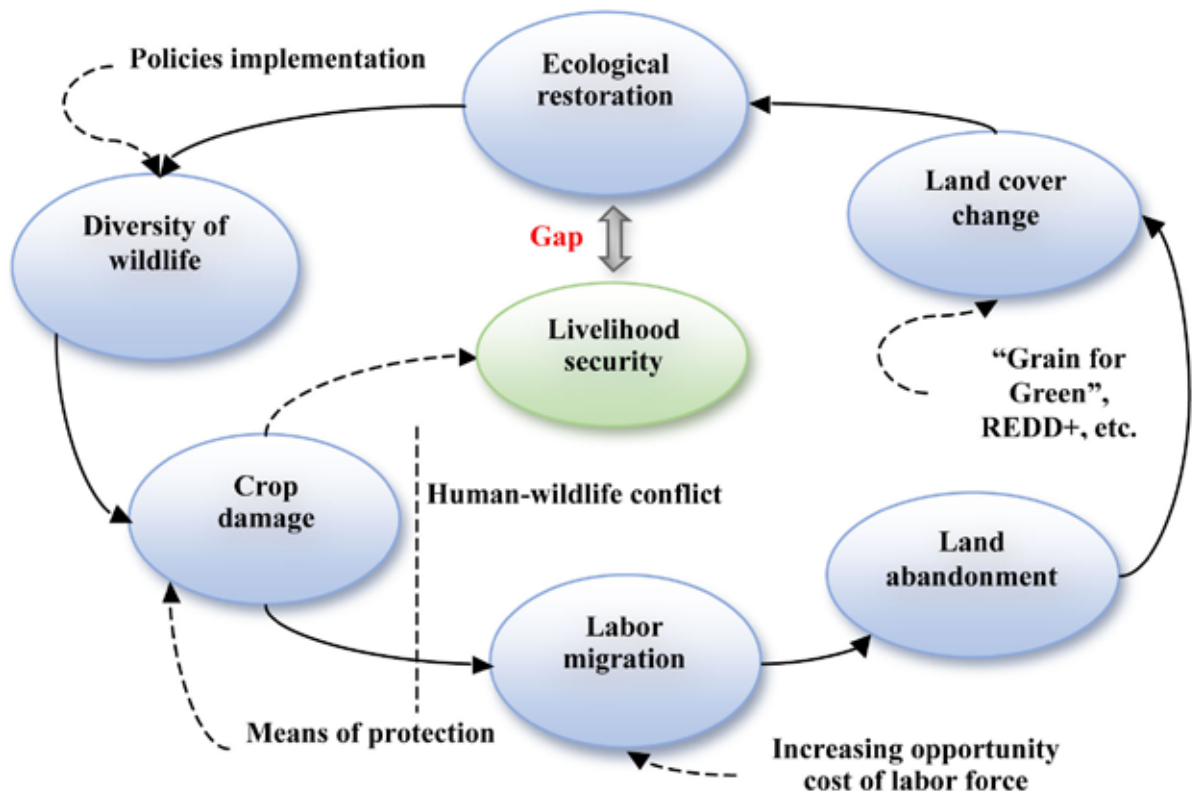 Policies implementation
Ecological
restoration
Land cover
change
Diversity of
wildlife
Gap
Livelihood
security
“Grain for
Green”,
REDD+, etc.
Crop
damage
Human-wildlife conflict
Land
abandonment
Labor
migration
Means of protection
Increasing opportunity
cost of labor force